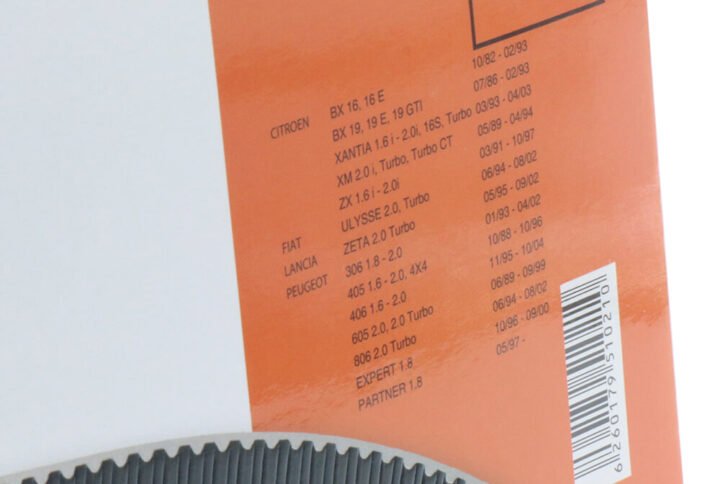 CITROEN BX 16, 16 E 10/82 - 02/93
BX 19, 19 E, 19 GTI 07/86 - 02/93
XANTIA 1.6 i - 2.0i, 16S, Turbo 03/93 - 04/03
XM 2.0 i, Turbo, Turbo CT 05/89 - 04/94
ZX 1.6 i - 2.0i 03/91 - 10/97
FIAT ULYSSE 2.0, Turbo 06/94 - 08/02
LANCIA ZETA 2.0 Turbo 05/95 - 09/02
PEUGEOT 306 1.8 - 2.0 01/93 - 04/02
405 1.6 - 2.0, 4X4 10/88 - 10/96
406 1.6 - 2.0 11/95 - 10/04
605 2.0, 2.0 Turbo 06/89 - 09/99
806 2.0 Turbo 06/94 - 08/02
EXPERT 1.8 10/96 - 09/00
PARTNER 1.8 05/97 -
6260179510210